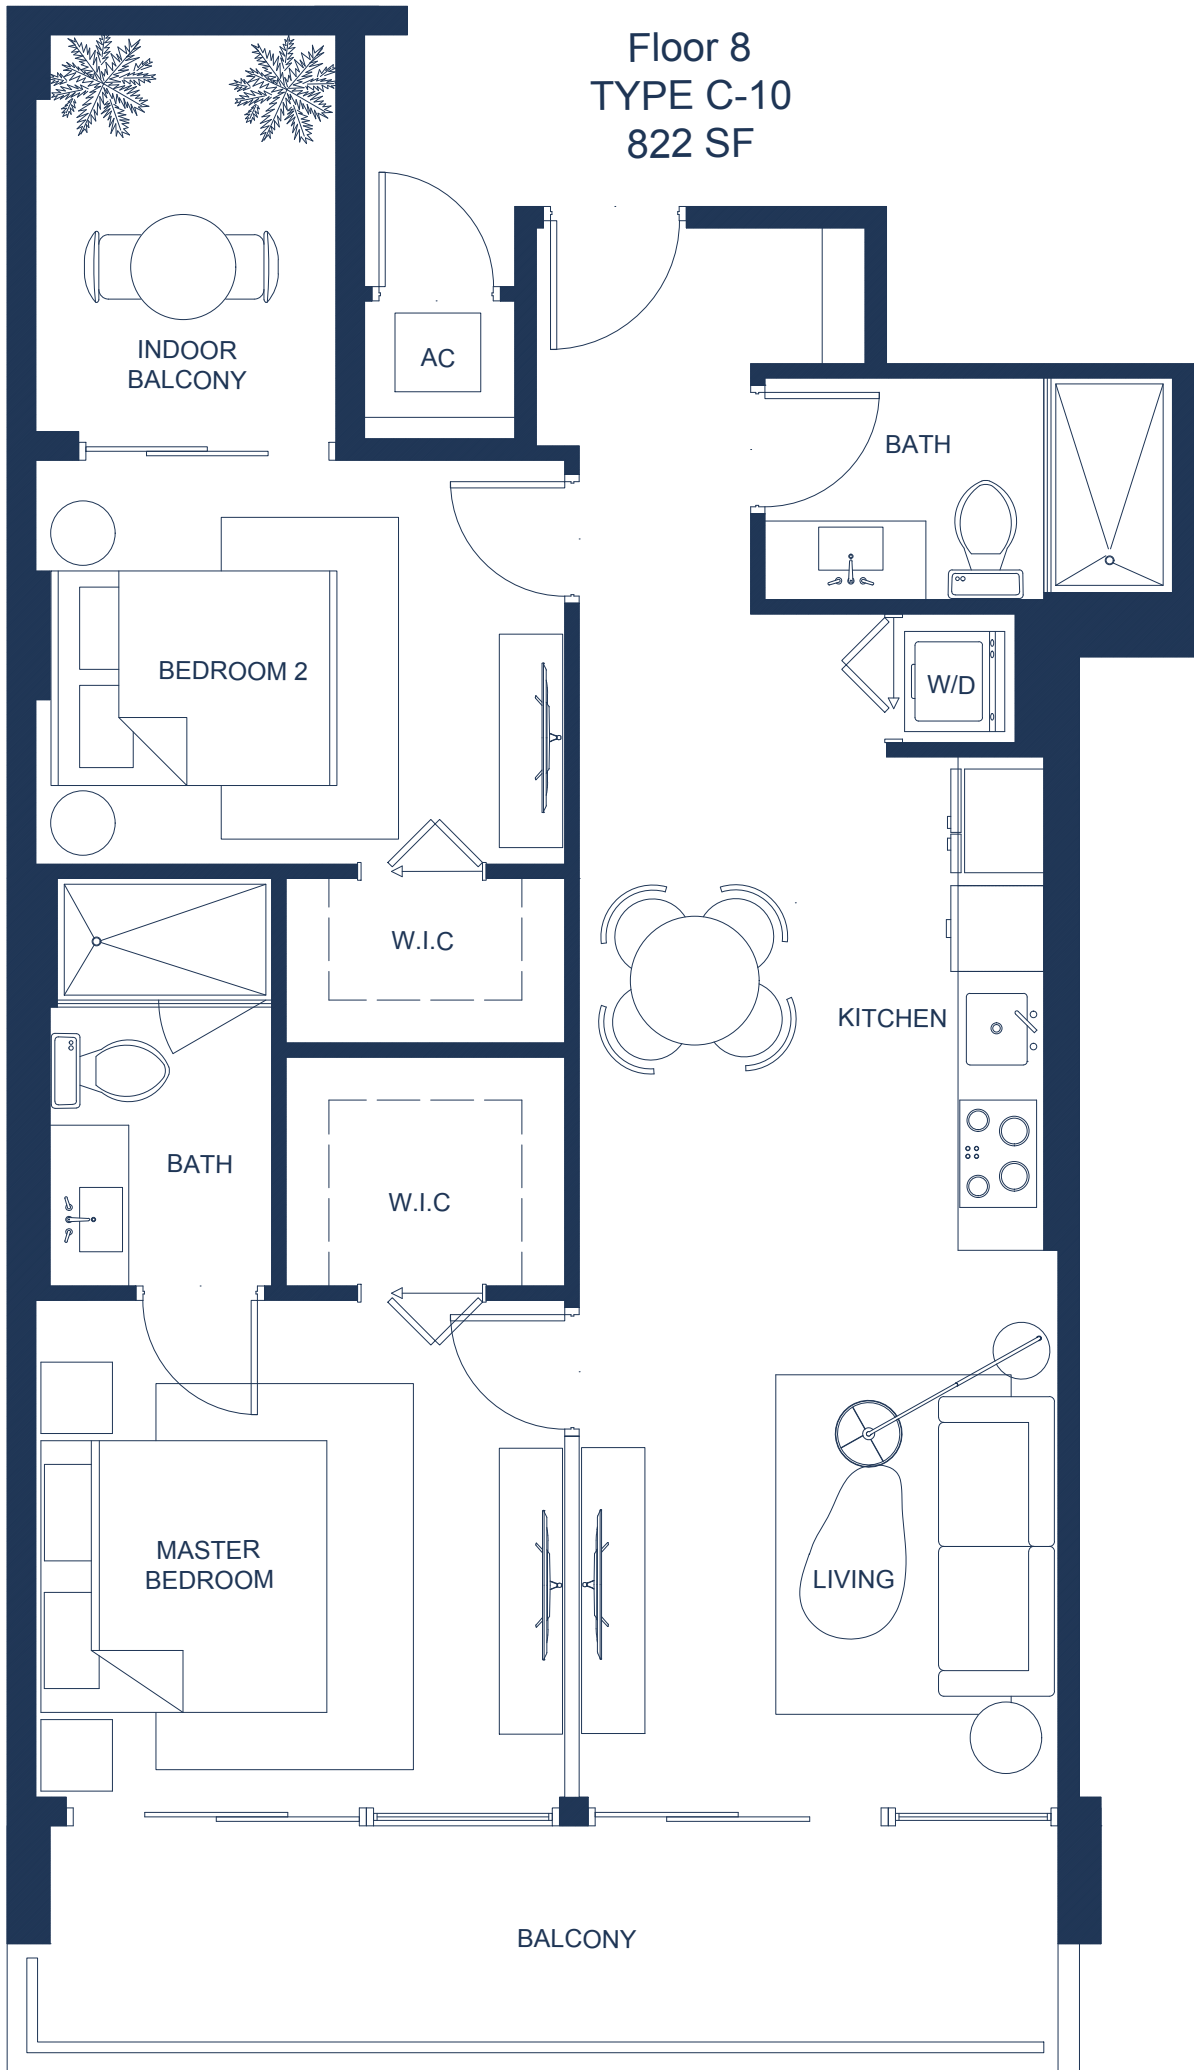 Floor 8
TYPE C-10
822 SF
INDOOR
BALCONY
AC
BATH
BEDROOM 2
W/D
W.I.C
KITCHEN
BATH
W.I.C
MASTER
BEDROOM
LIVING
BALCONY